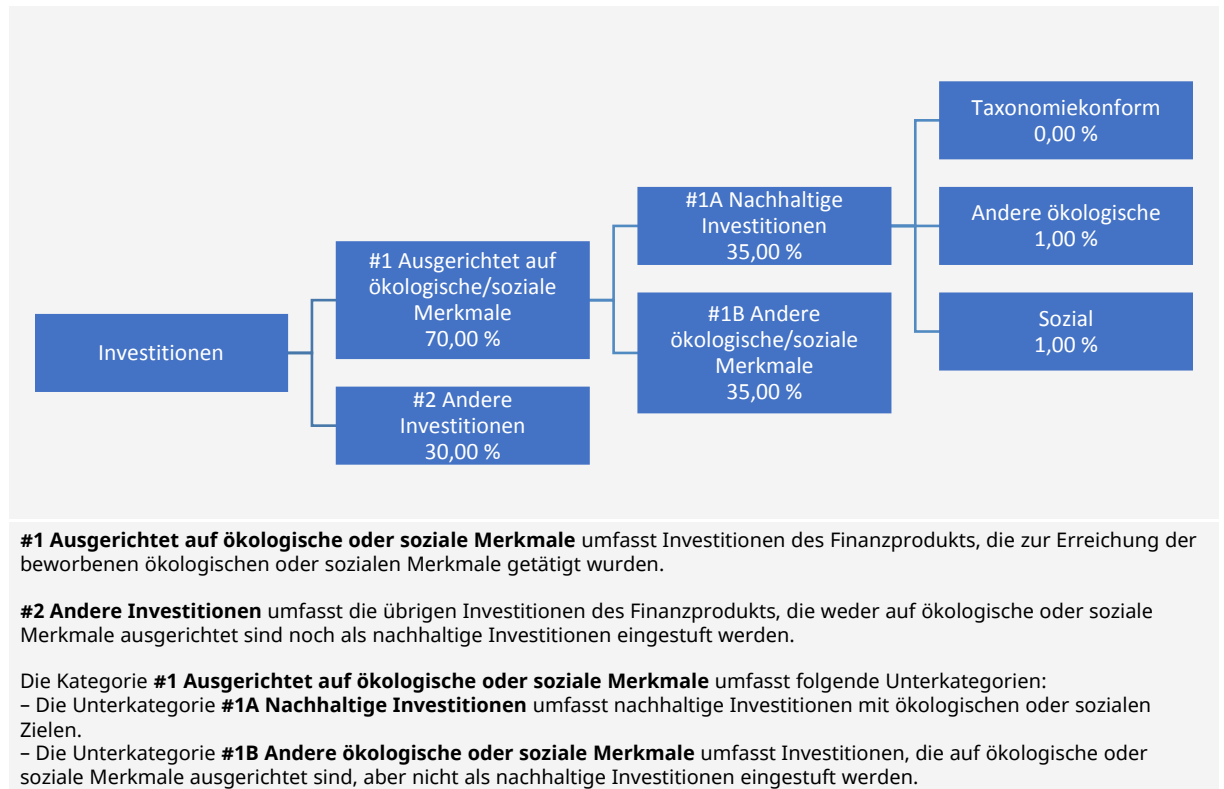 Investitionen
#1 Ausgerichtet auf
ökologische/soziale
Merkmale
70,00 %
#2 Andere
Investitionen
30,00 %
#1A Nachhaltige
Investitionen
35,00 %
#1B Andere
ökologische/soziale
Merkmale
35,00 %
Taxonomiekonform
0,00 %
Andere ökologische
1,00 %
Sozial
1,00 %
#1 Ausgerichtet auf ökologische oder soziale Merkmale umfasst Investitionen des Finanzprodukts, die zur Erreichung der
beworbenen ökologischen oder sozialen Merkmale getätigt wurden.
#2 Andere Investitionen umfasst die übrigen Investitionen des Finanzprodukts, die weder auf ökologische oder soziale
Merkmale ausgerichtet sind noch als nachhaltige Investitionen eingestuft werden.
Die Kategorie #1 Ausgerichtet auf ökologische oder soziale Merkmale umfasst folgende Unterkategorien:
– Die Unterkategorie #1A Nachhaltige Investitionen umfasst nachhaltige Investitionen mit ökologischen oder sozialen
Zielen.
– Die Unterkategorie #1B Andere ökologische oder soziale Merkmale umfasst Investitionen, die auf ökologische oder
soziale Merkmale ausgerichtet sind, aber nicht als nachhaltige Investitionen eingestuft werden.